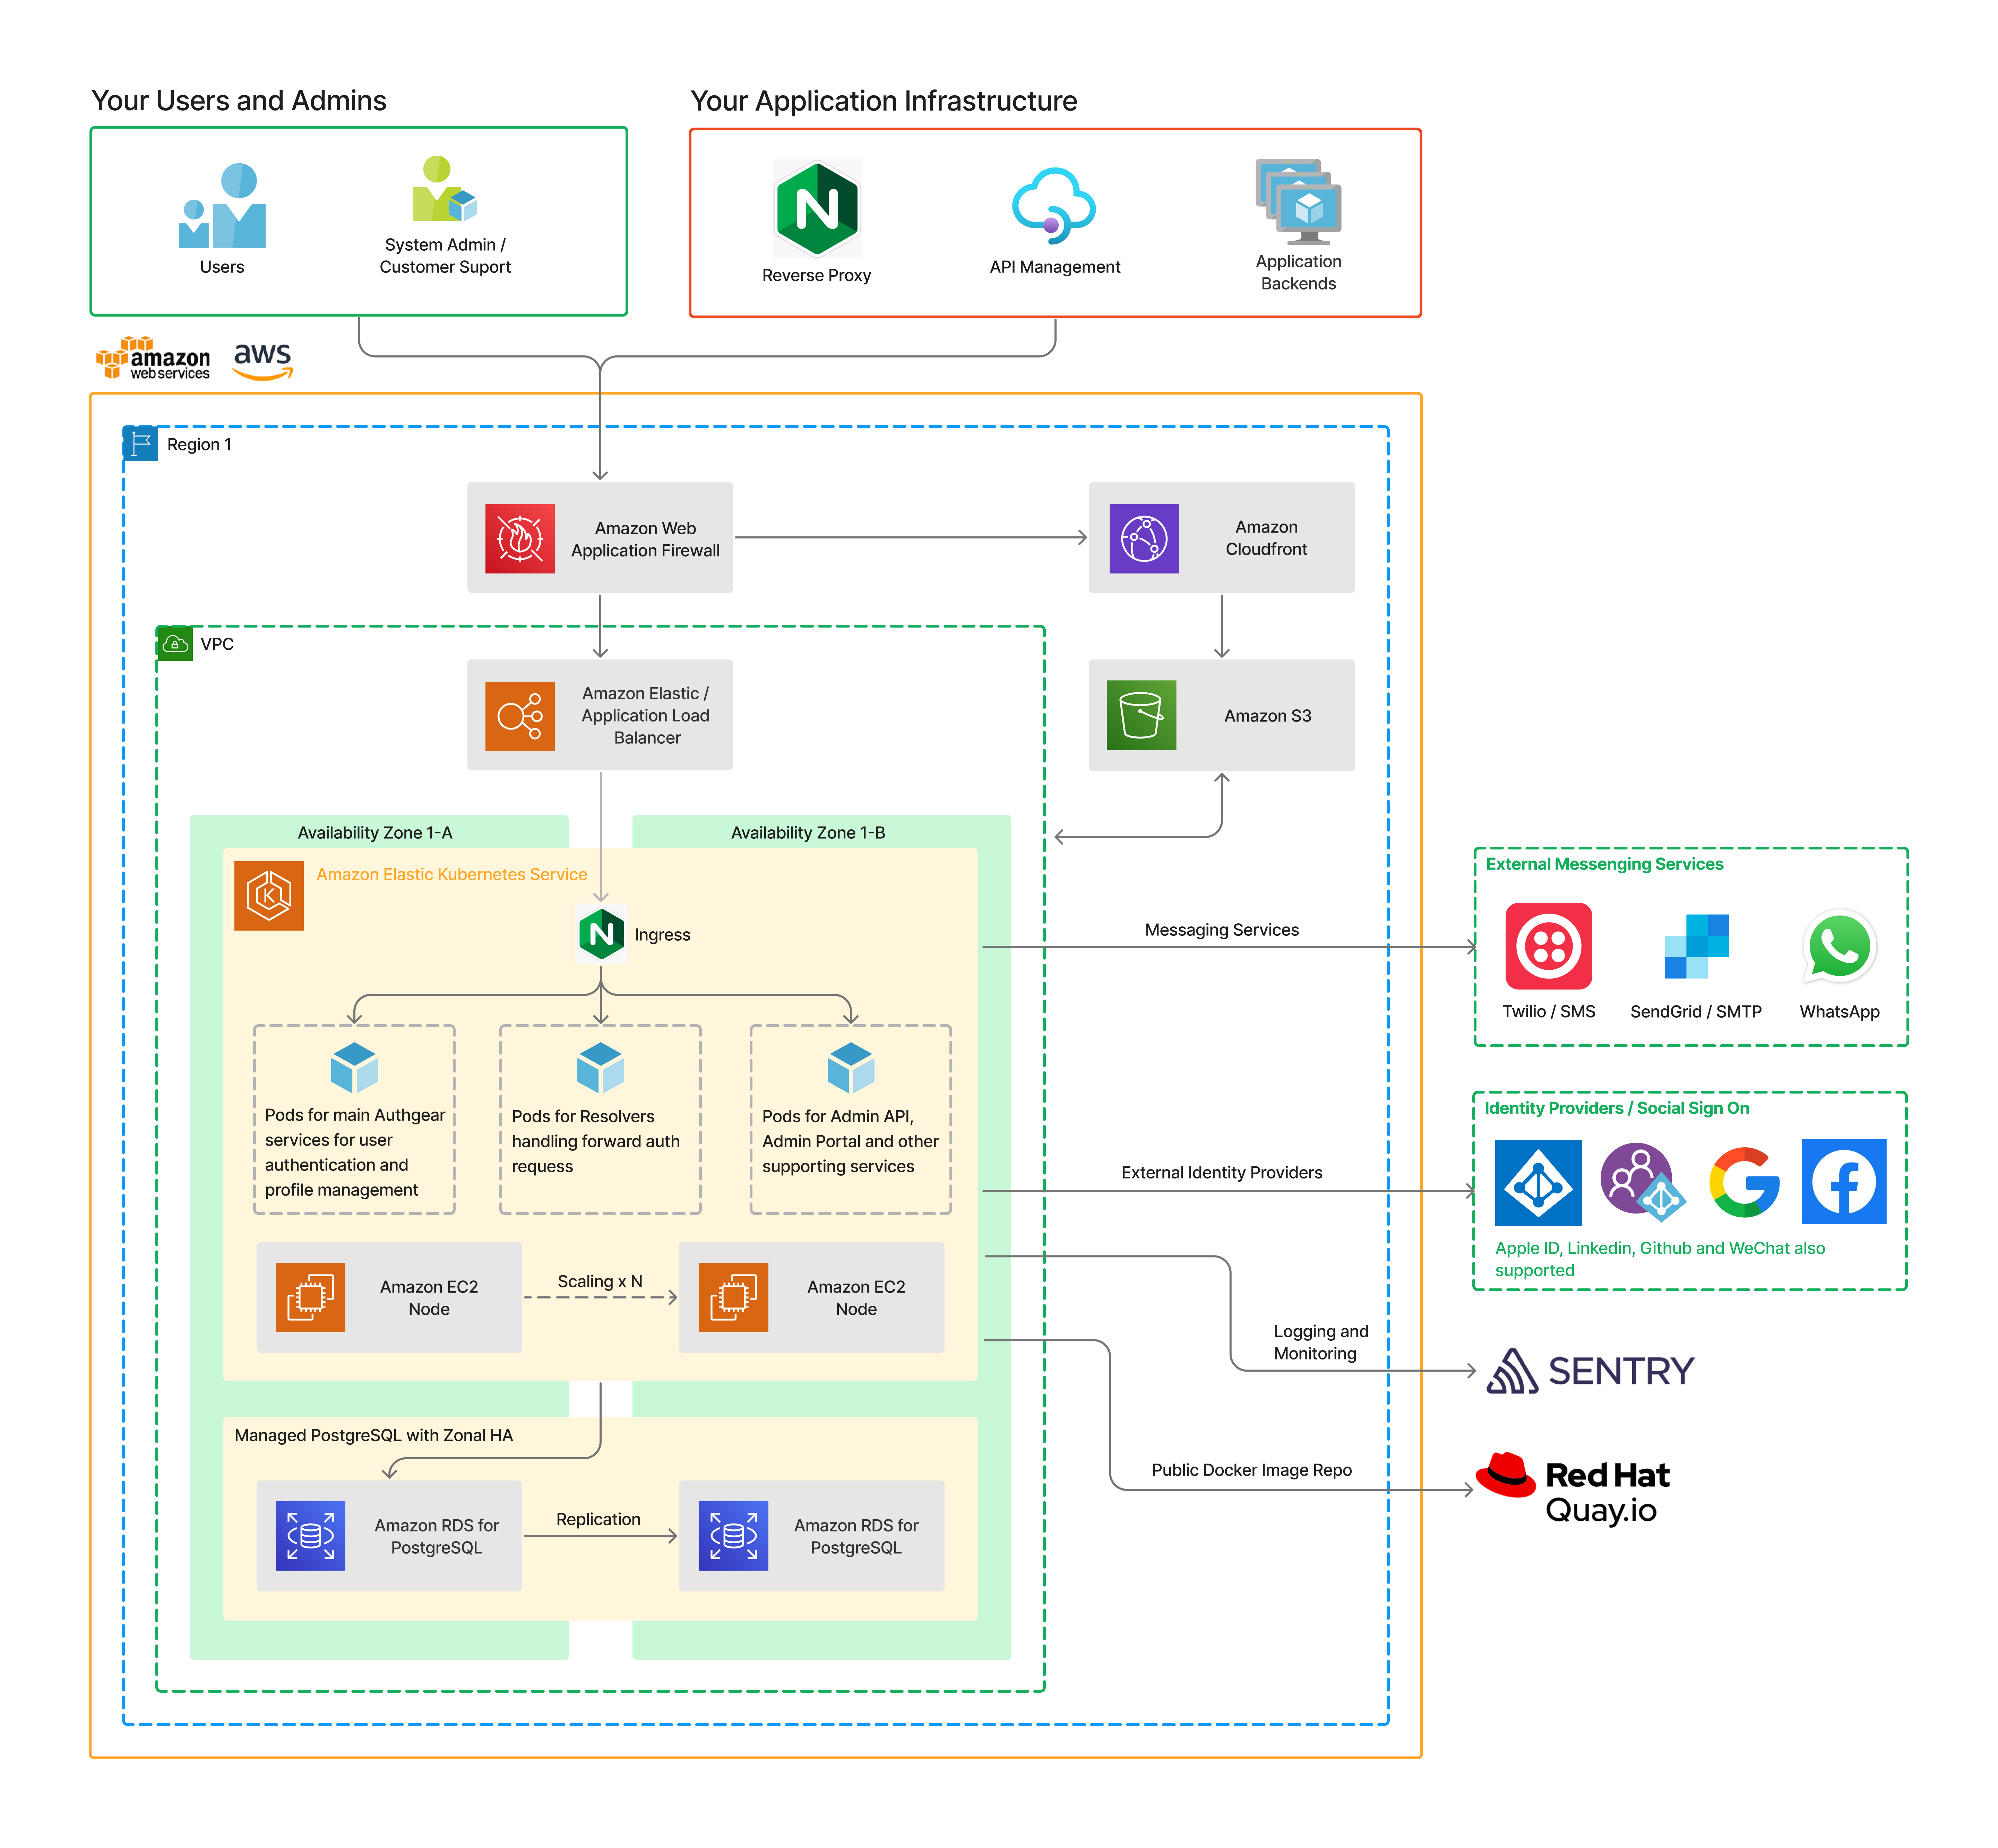 Your Users and Admins
Your Application Infrastructure
Users
System Admin /
Customer Suport
Reverse Proxy
API Management
Application
Backends
amazon
web services
aws
Region 1
Amazon Web
Application Firewall
Amazon
Cloudfront
VPC
Amazon Elastic /
Application Load
Balancer
Amazon S3
Availability Zone 1-A
Availability Zone 1-B
Amazon Elastic Kubernetes Service
K
N
N
Ingress
Pods for main Authgear
services for user
authentication and
profile management
Pods for Resolvers
handling forward auth
requess
Pods for Admin API,
Admin Portal and other
supporting services
Amazon EC2
Node
Scaling x N
Amazon EC2
Node
Managed PostgreSQL with Zonal HA
Amazon RDS for
PostgreSQL
Replication
Amazon RDS for
PostgreSQL
Messaging Services
External Messenging Services
Twilio / SMS
SendGrid / SMTP
WhatsApp
External Identity Providers
Identity Providers / Social Sign On
Apple ID, Linkedin, Github and WeChat also
supported
Logging and
Monitoring
SENTRY
Public Docker Image Repo
Red Hat
Quay.io